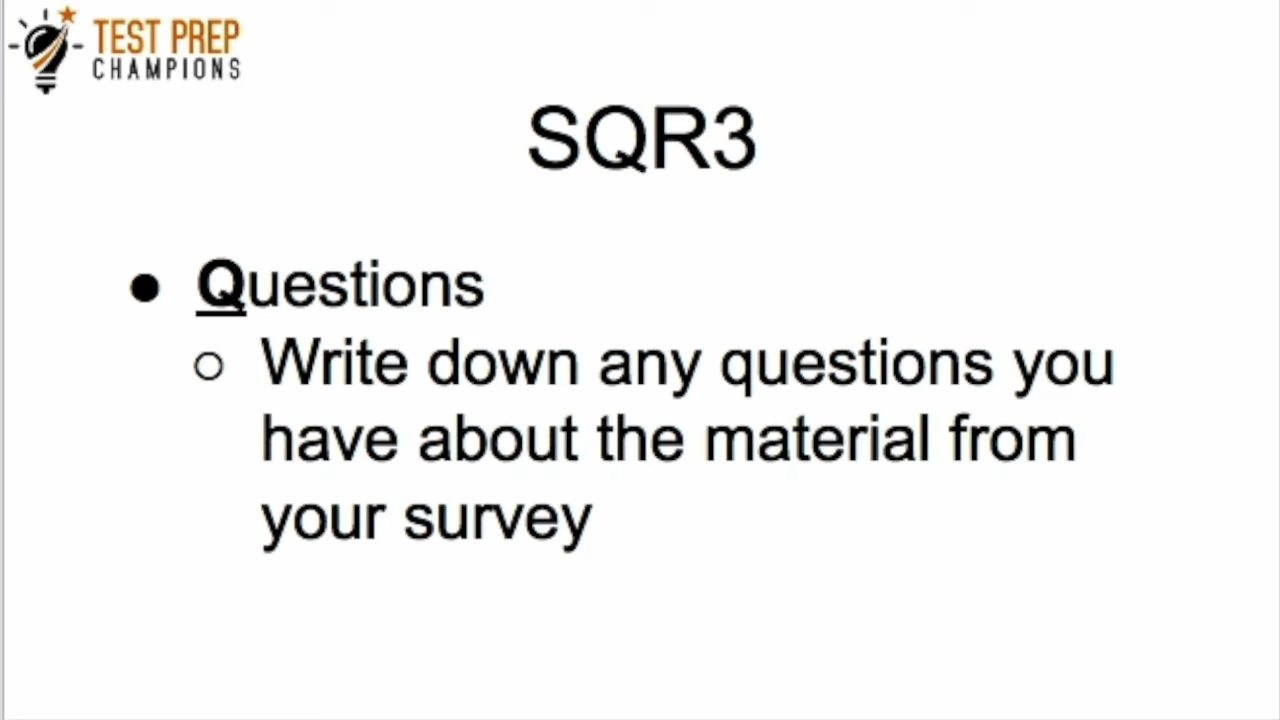 TEST PREP
CHAMPIONS
SQR3
● Questions
○ Write down any questions you
have about the material from
your survey